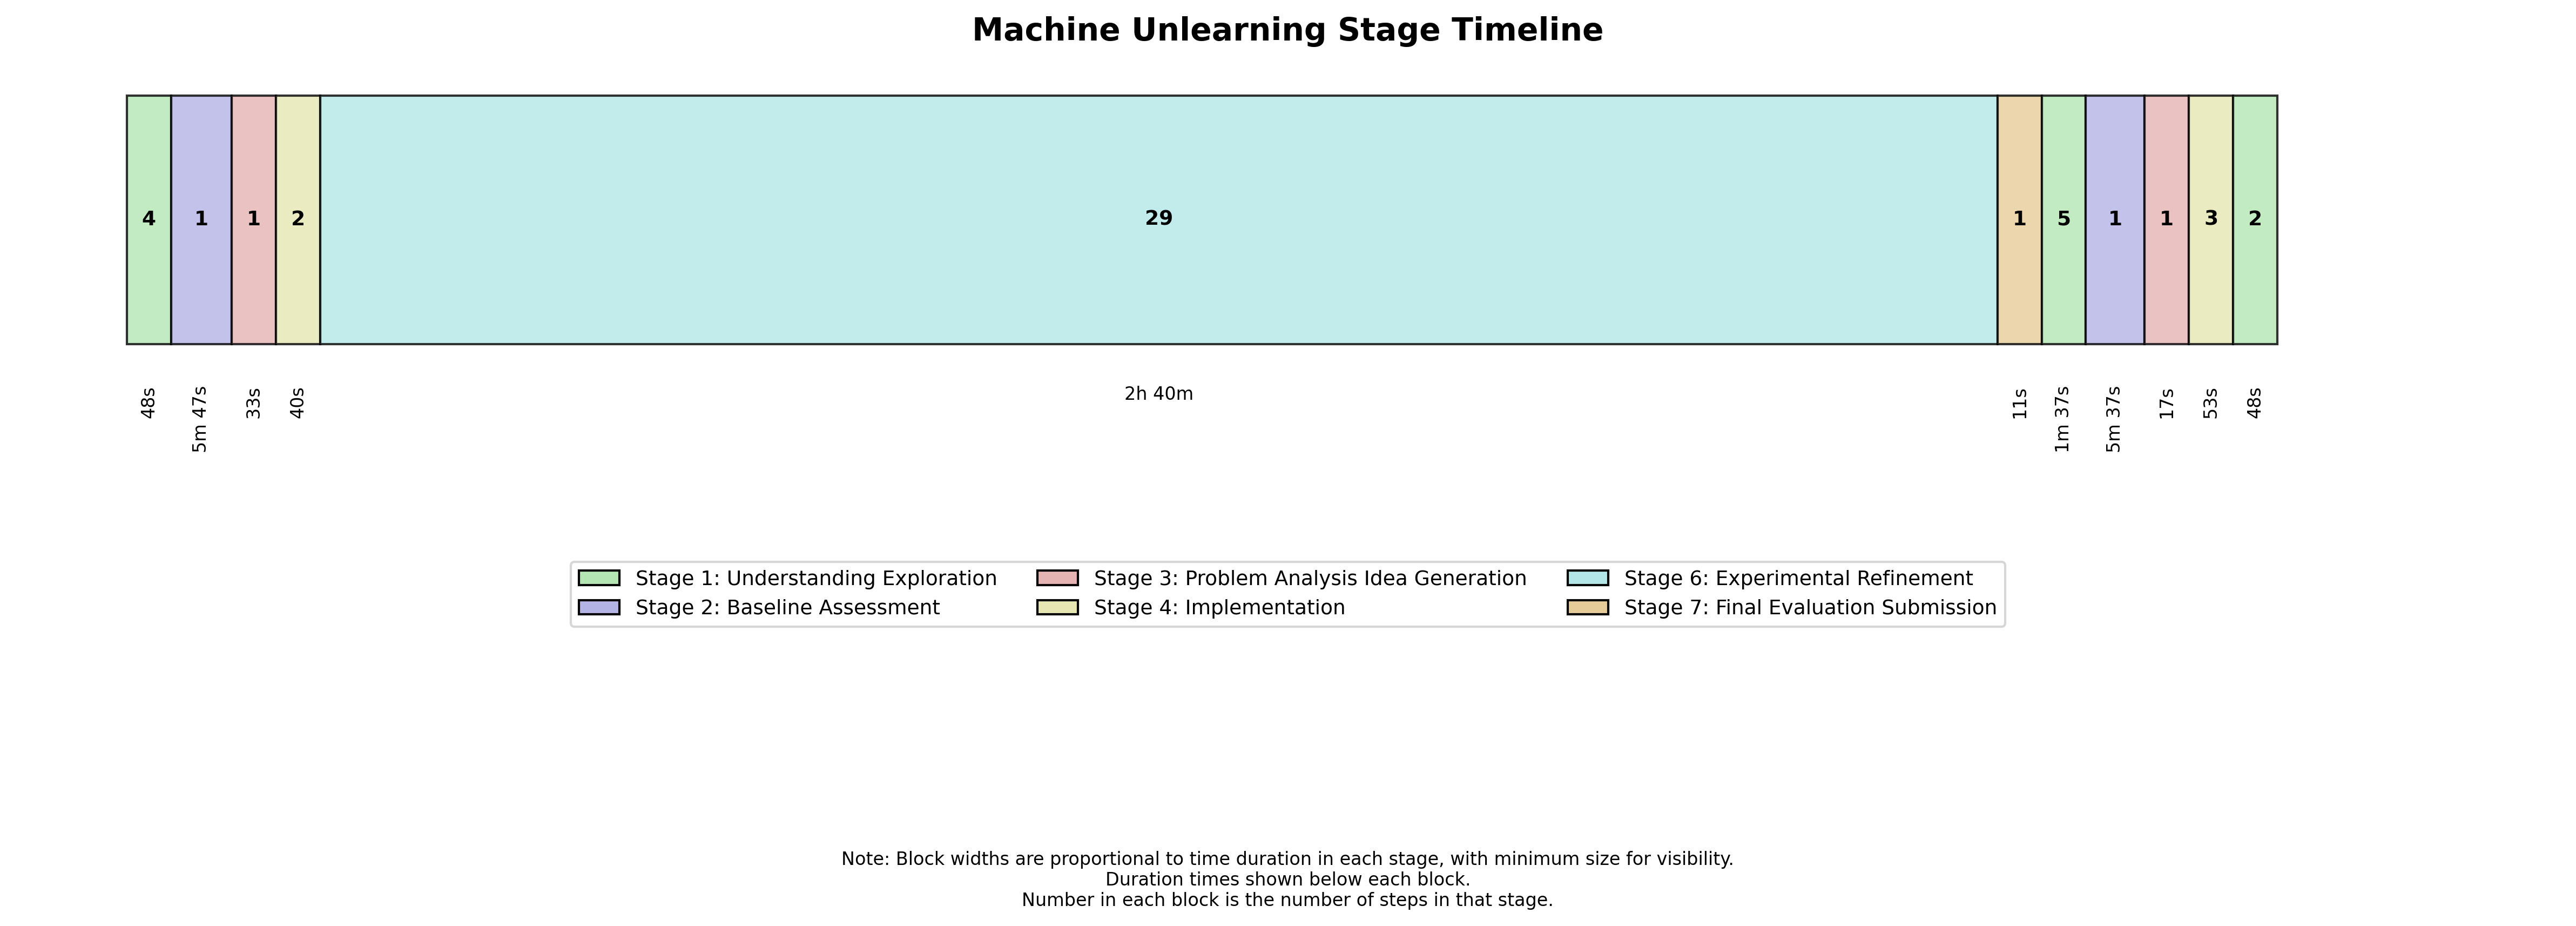 Machine Unlearning Stage Timeline
4
1
1
2
29
1
5
1
1
3
2
48s
5m 47s
33s
40s
2h 40m
11s
1m 37s
5m 37s
17s
53s
48s
Stage 1: Understanding Exploration
Stage 2: Baseline Assessment
Stage 3: Problem Analysis Idea Generation
Stage 4: Implementation
Stage 6: Experimental Refinement
Stage 7: Final Evaluation Submission
Note: Block widths are proportional to time duration in each stage, with minimum size for visibility.
Duration times shown below each block.
Number in each block is the number of steps in that stage.